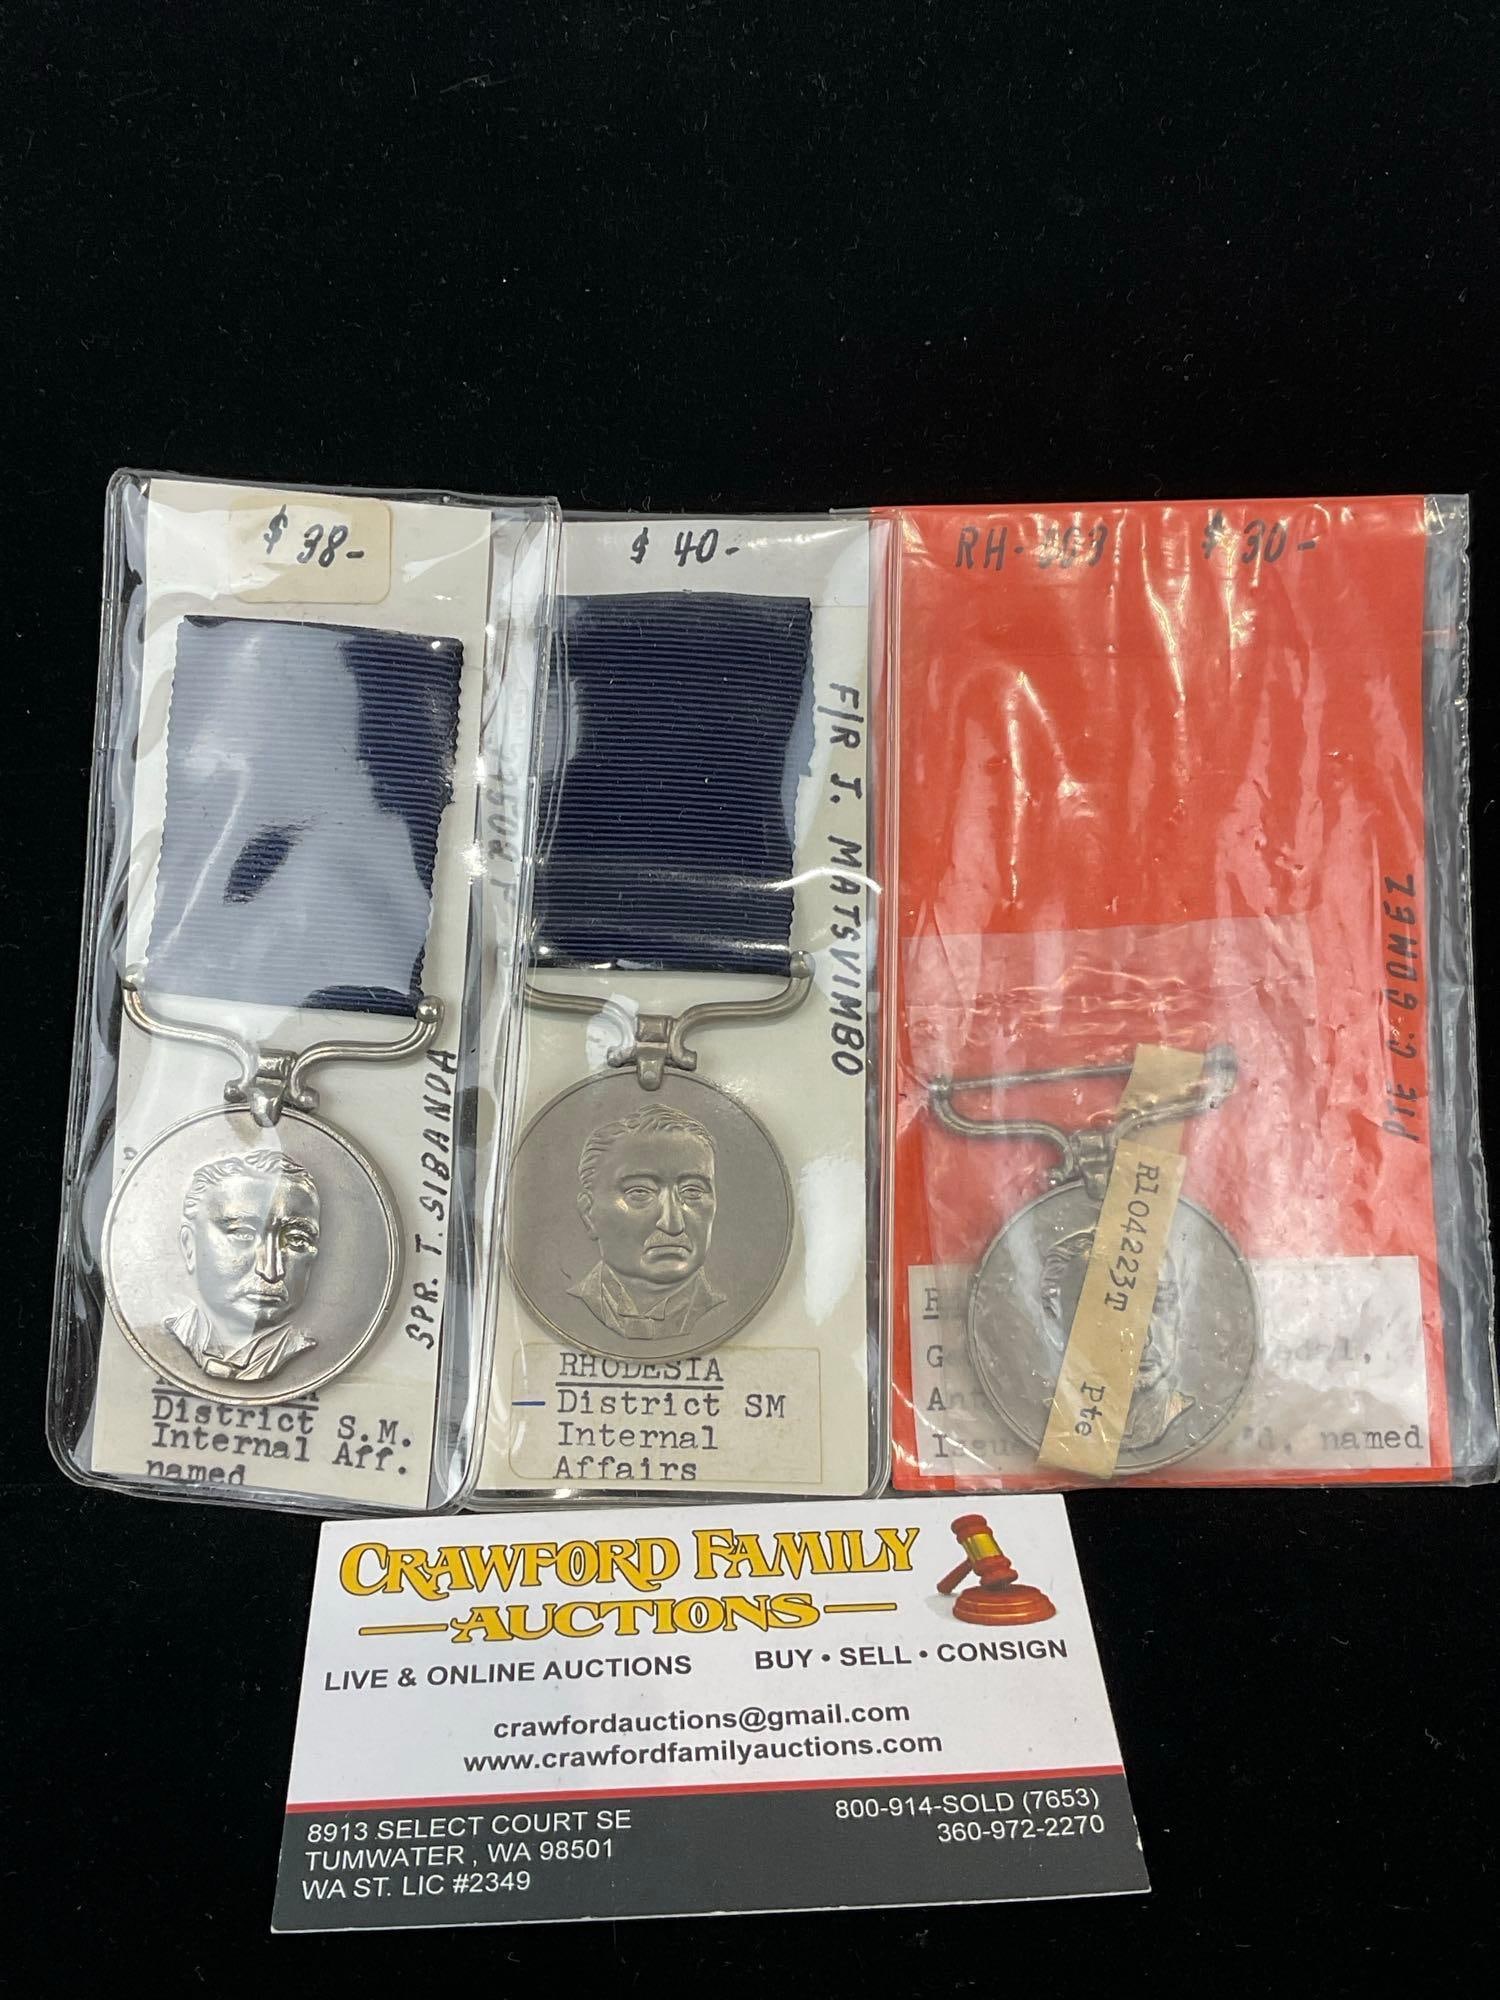 $ 38-
SPR. T. SIBANDA
District S.M.
Internal Aff.
named
$ 40-
F/R J. MATSVIMBO
RHODESIA
District SM
Internal
Affairs
RH- $ 30-
PTE C. GOMEZ
R104223T Pte
named
CRAWFORD FAMILY
AUCTIONS
LIVE & ONLINE AUCTIONS BUY • SELL • CONSIGN
crawfordauctions@gmail.com
www.crawfordfamilyauctions.com
8913 SELECT COURT SE
TUMWATER , WA 98501
WA ST. LIC #2349
800-914-SOLD (7653)
360-972-2270